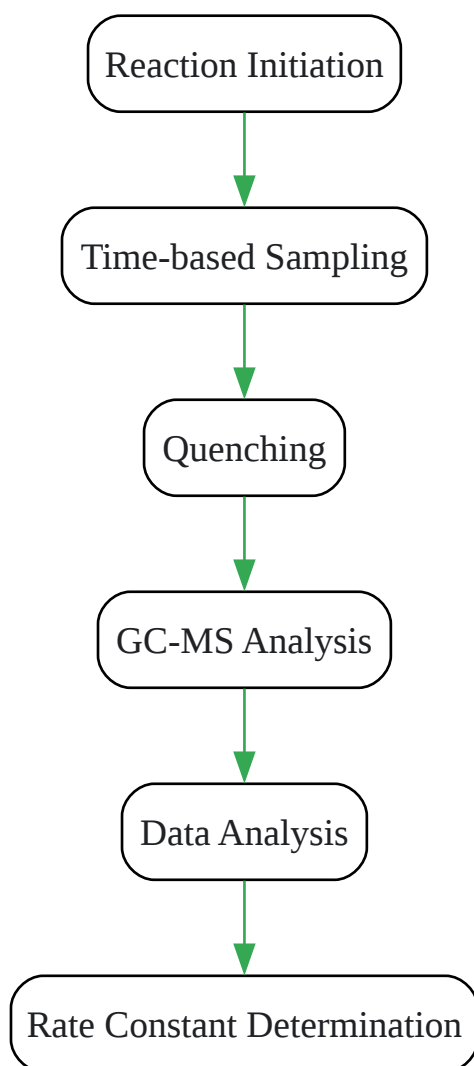 Reaction Initiation
Time-based Sampling
Quenching
GC-MS Analysis
Data Analysis
Rate Constant Determination